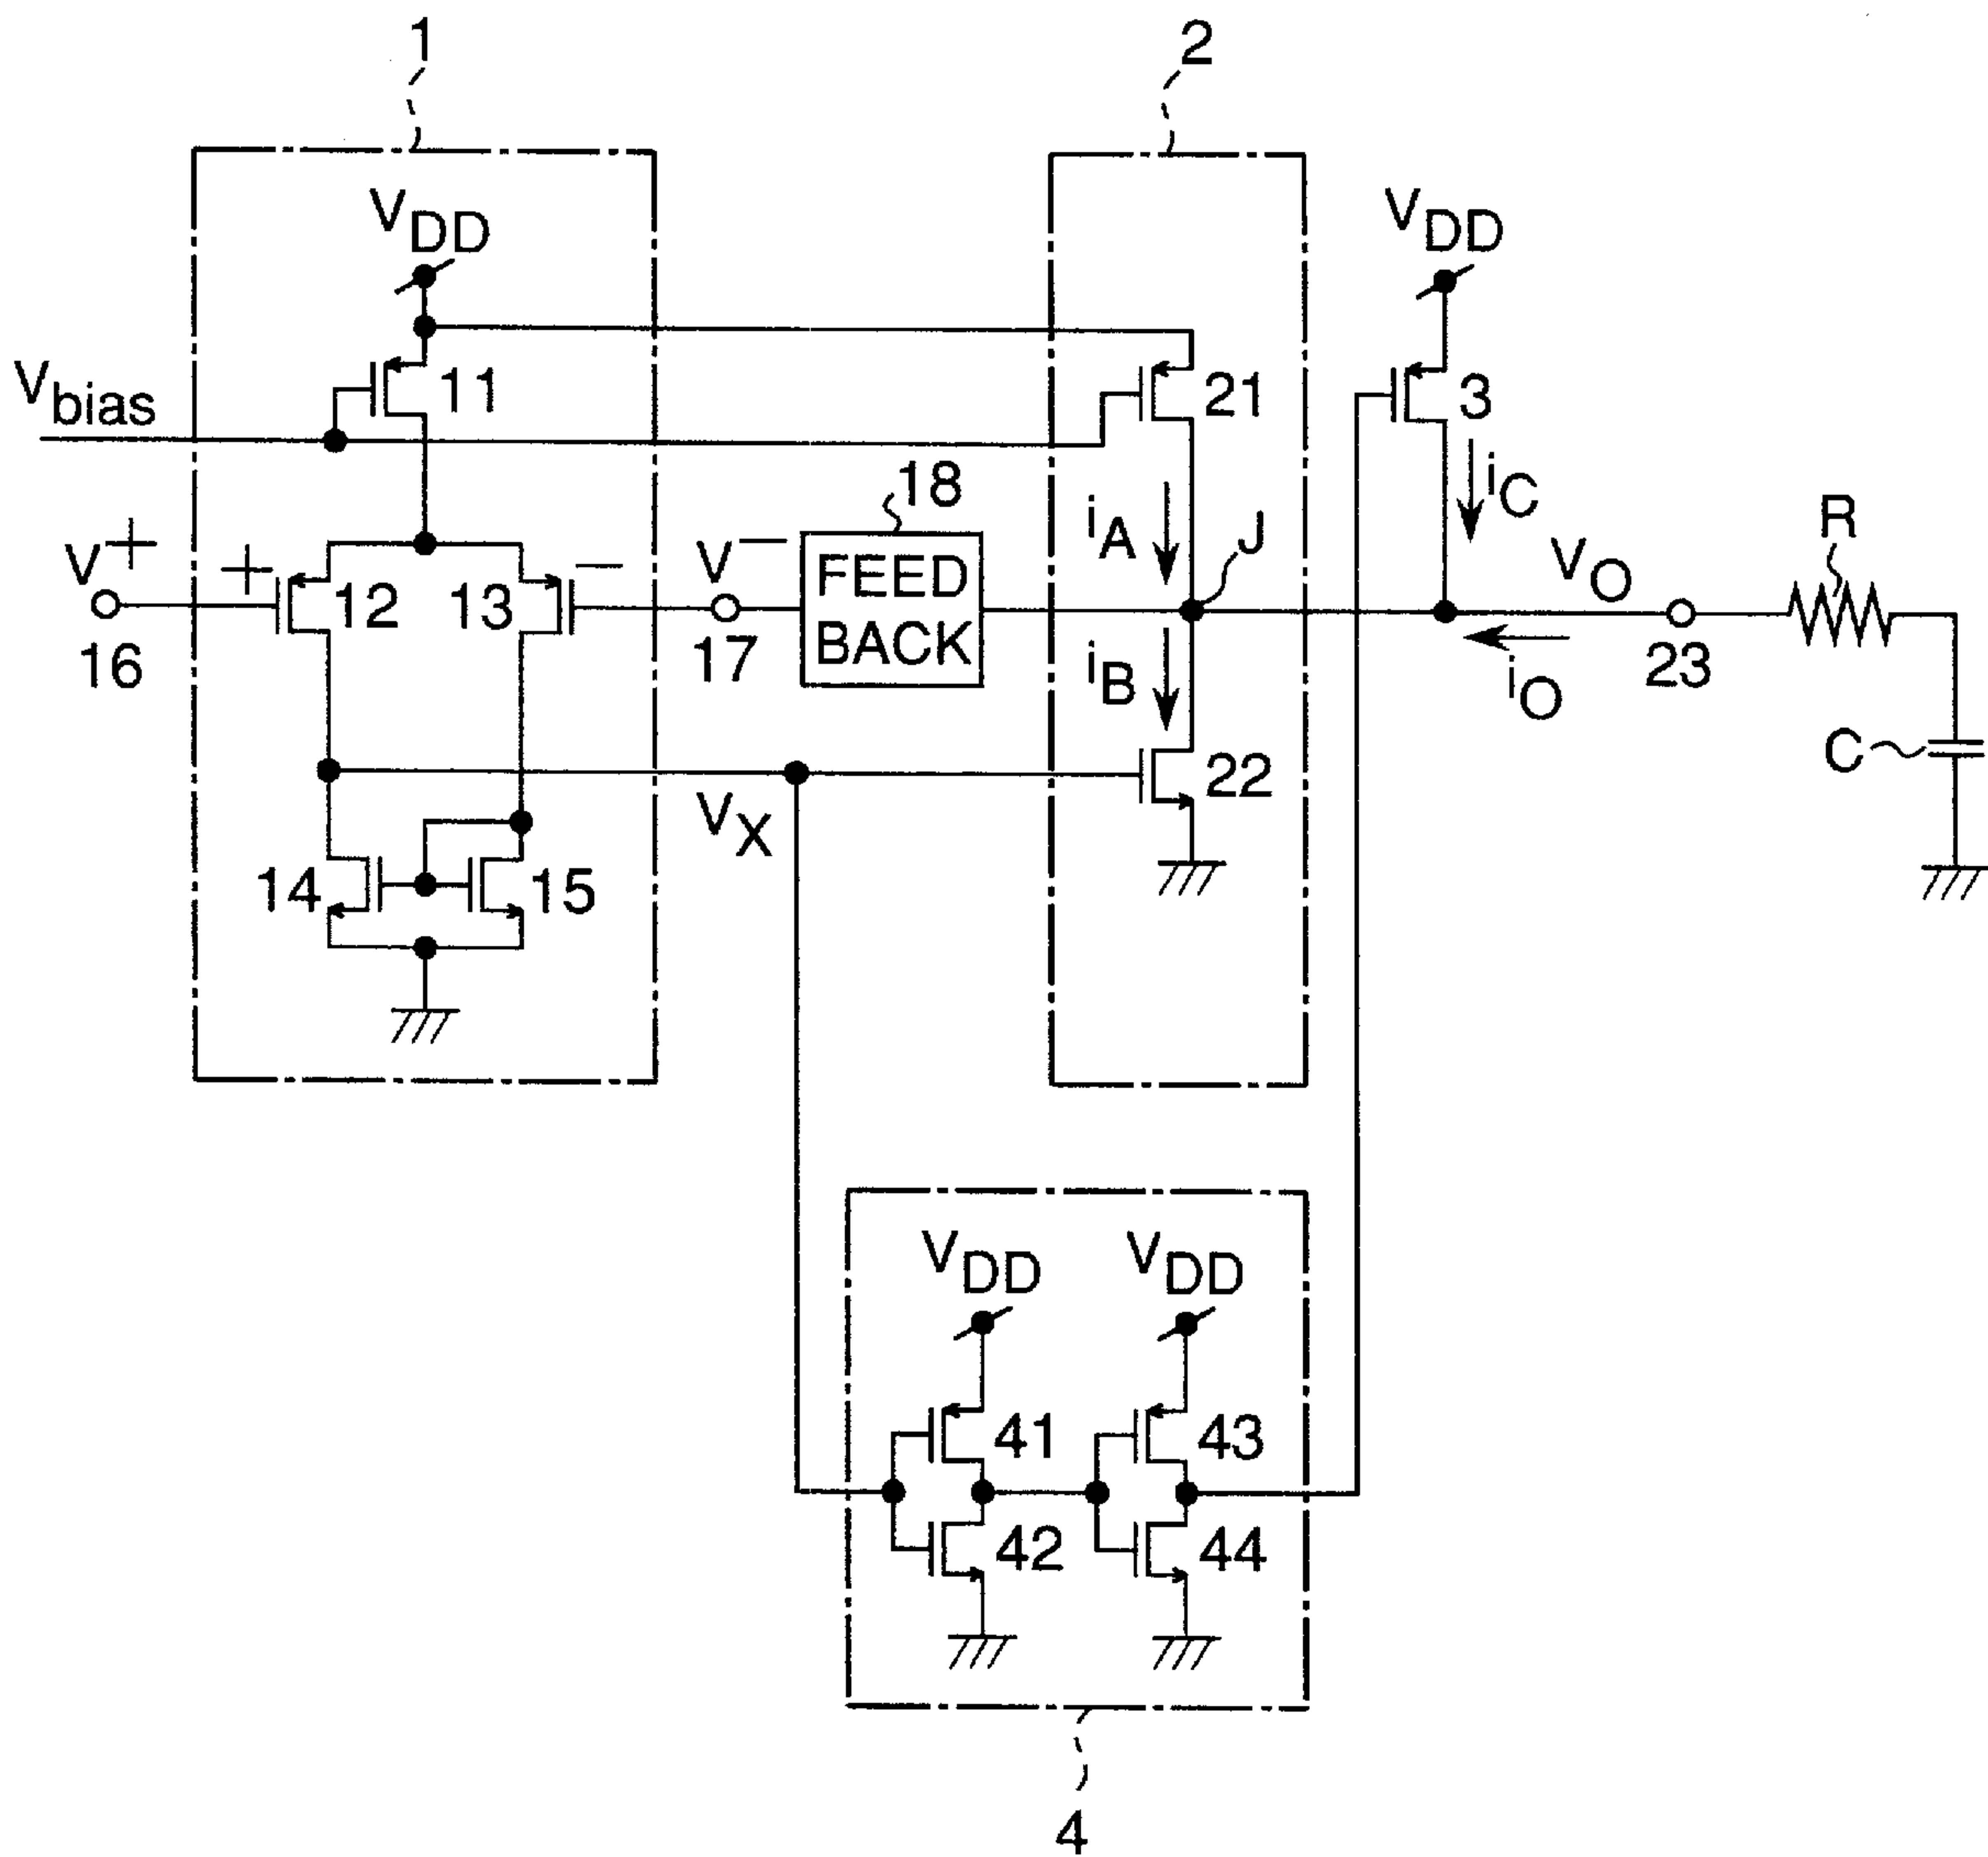 1
2
VDD
VDD
Vbias
11
21
3
18
iC
iA
J
R
V+
+
12
13
−
V−
FEED
BACK
VO
16
17
iB
iO
23
C
22
VX
14
15
VDD
VDD
41
43
42
44
4